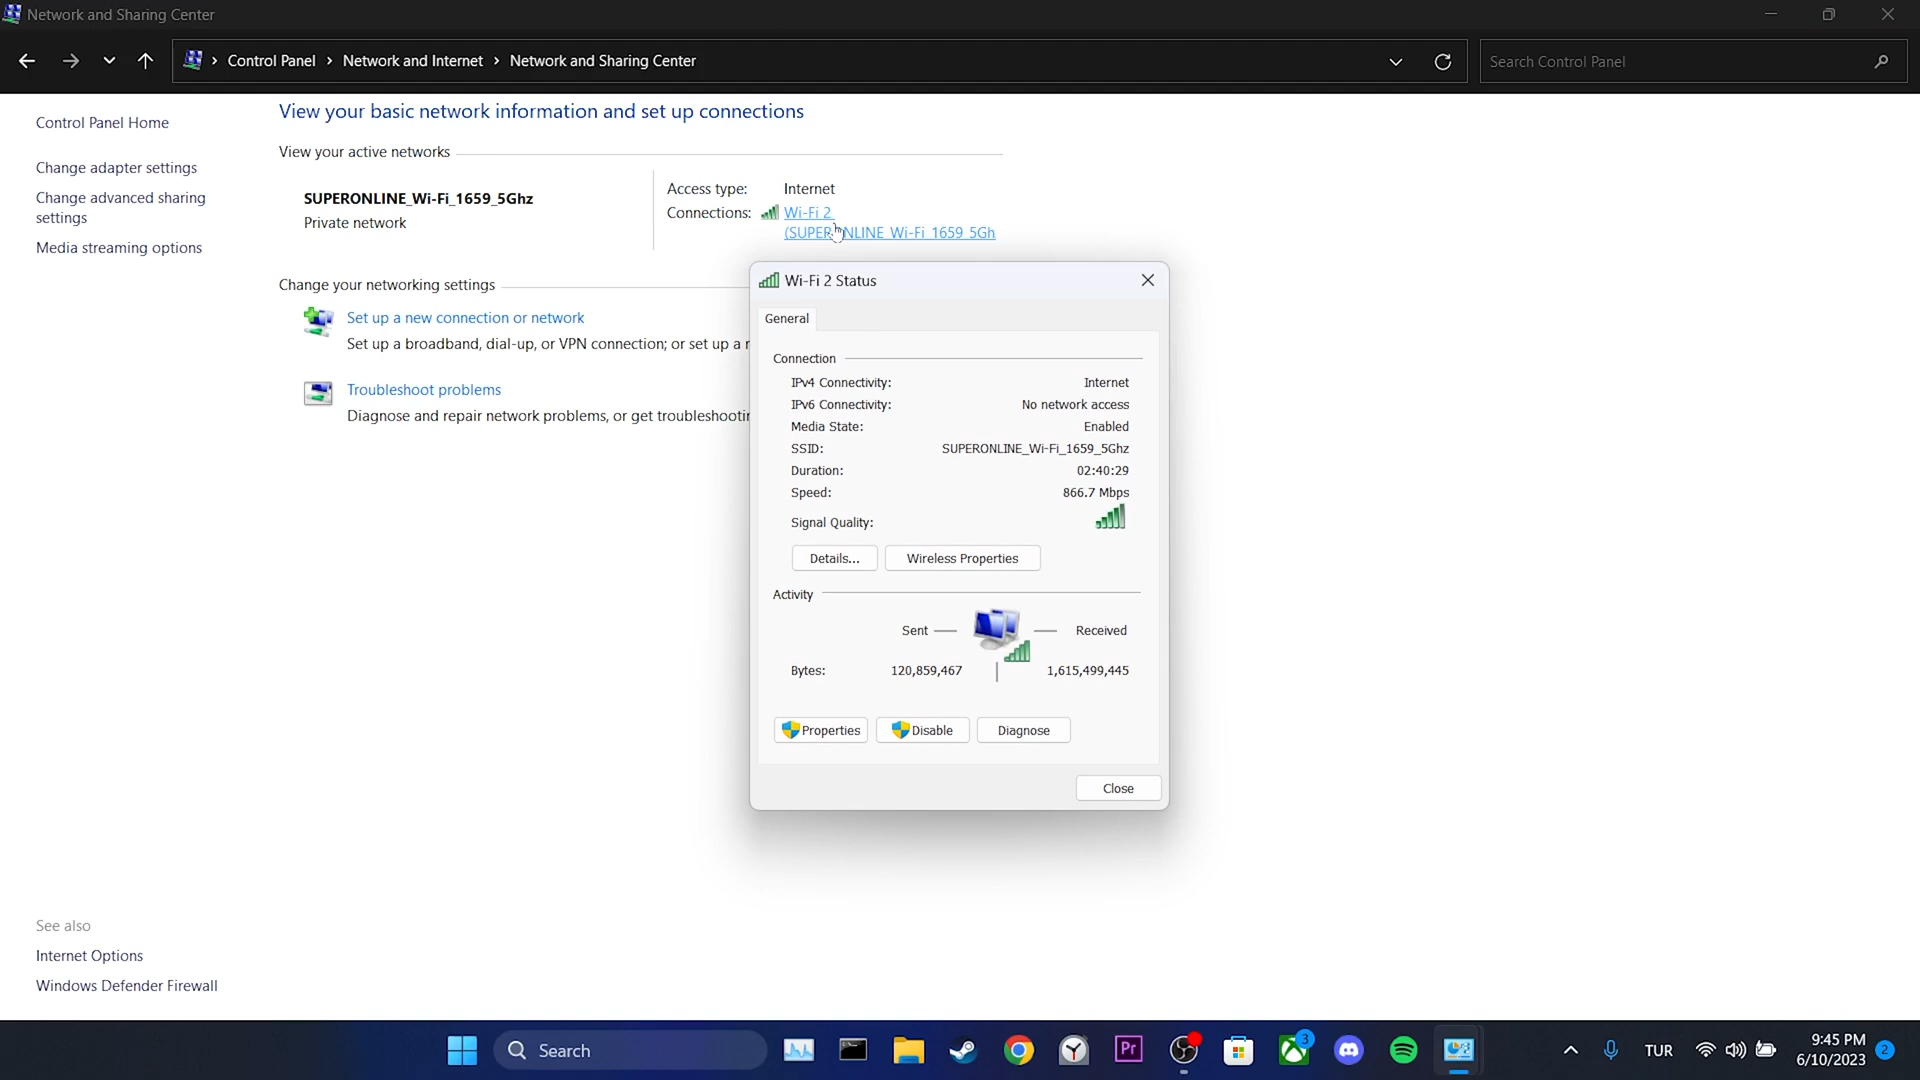 Network and Sharing Center
Control Panel > Network and Internet > Network and Sharing Center
Search Control Panel
Control Panel Home
Change adapter settings
Change advanced sharing
settings
Media streaming options
View your basic network information and set up connections
View your active networks
SUPERONLINE_Wi-Fi_1659_5Ghz
Private network
Access type: Internet
Connections: Wi-Fi 2
(SUPERONLINE_Wi-Fi_1659_5Gh
Change your networking settings
Set up a new connection or network
Set up a broadband, dial-up, or VPN connection; or set up a r
Troubleshoot problems
Diagnose and repair network problems, or get troubleshootin
Wi-Fi 2 Status
General
Connection
IPv4 Connectivity: Internet
IPv6 Connectivity: No network access
Media State: Enabled
SSID: SUPERONLINE_Wi-Fi_1659_5Ghz
Duration: 02:40:29
Speed: 866.7 Mbps
Signal Quality:
Details... Wireless Properties
Activity
Sent — — Received
Bytes: 120,859,467 | 1,615,499,445
Properties Disable Diagnose
Close
See also
Internet Options
Windows Defender Firewall
Search
Pr
3
TUR
9:45 PM
6/10/2023
2